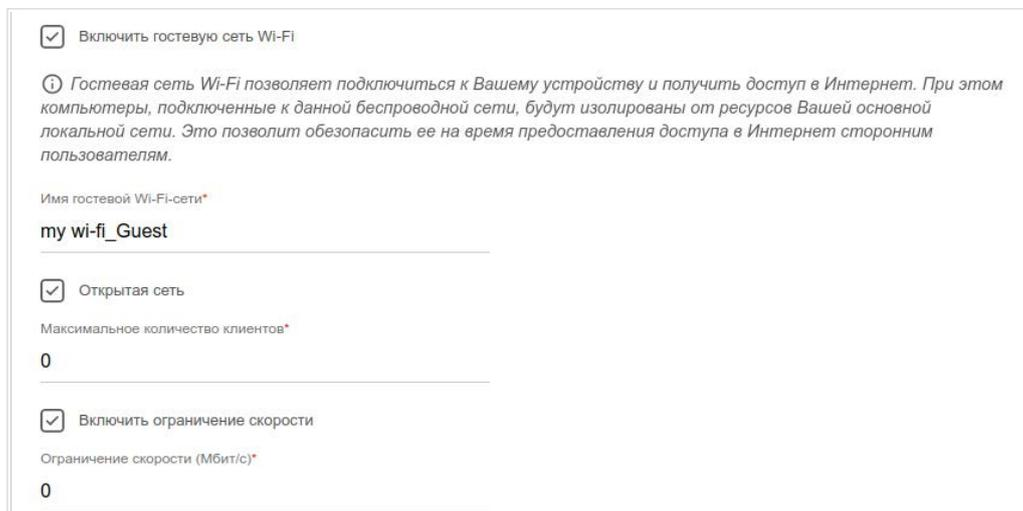 Включить гостевую сеть Wi-Fi
Гостевая сеть Wi-Fi позволяет подключиться к Вашему устройству и получить доступ в Интернет. При этом
компьютеры, подключенные к данной беспроводной сети, будут изолированы от ресурсов Вашей основной
локальной сети. Это позволит обезопасить ее на время предоставления доступа в Интернет сторонним
пользователям.
Имя гостевой Wi-Fi-сети*
my wi-fi_Guest
Открытая сеть
Максимальное количество клиентов*
0
Включить ограничение скорости
Ограничение скорости (Мбит/с)*
0